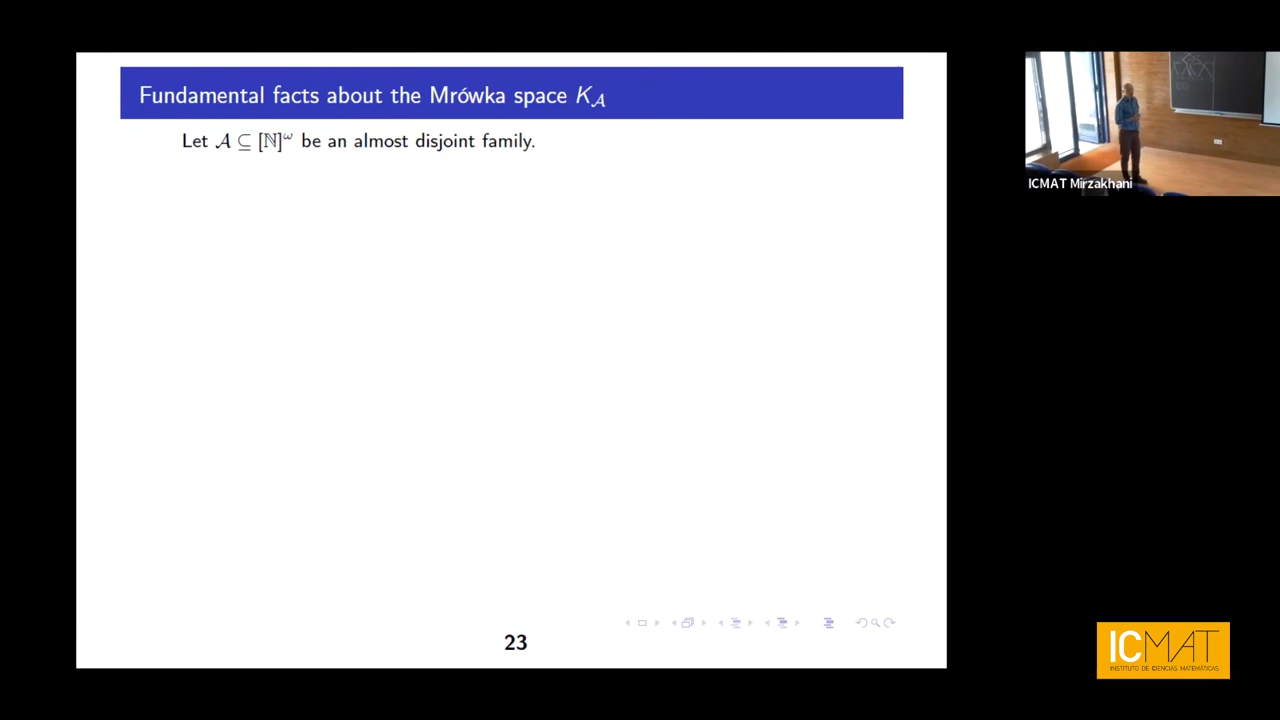 Fundamental facts about the Mrówka space K_𝒜
Let 𝒜 ⊆ [ℕ]^ω be an almost disjoint family.
23
ICMAT Mirzakhani
ICMAT
INSTITUTO DE CIENCIAS MATEMÁTICAS